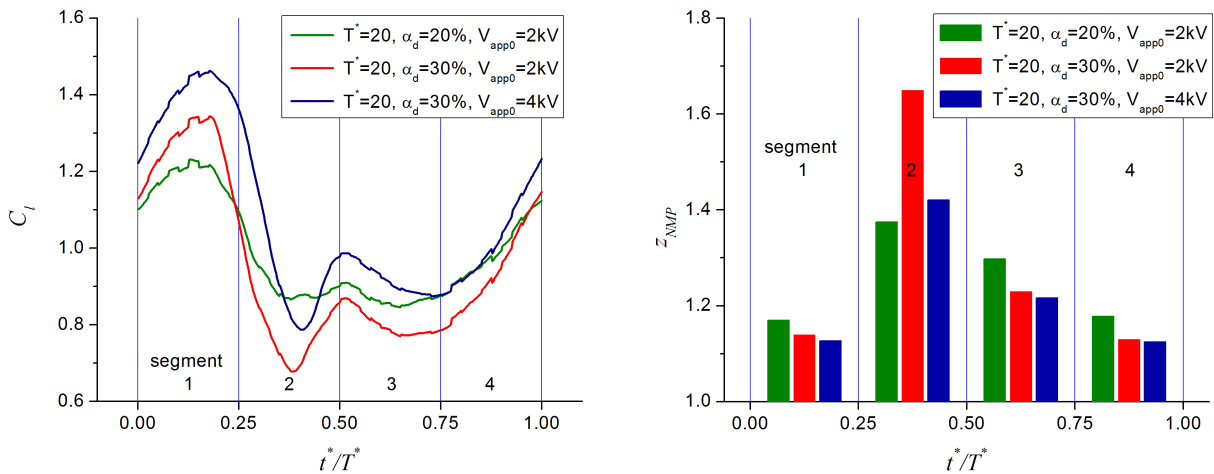 1.6
1.4
1.2
1.0
0.8
0.6
C_l
T*=20, α_d=20%, V_app0=2kV
T*=20, α_d=30%, V_app0=2kV
T*=20, α_d=30%, V_app0=4kV
segment
1 2 3 4
0.00 0.25 0.50 0.75 1.00
t*/T*
1.8
1.6
1.4
1.2
1.0
z_NMP
T*=20, α_d=20%, V_app0=2kV
T*=20, α_d=30%, V_app0=2kV
T*=20, α_d=30%, V_app0=4kV
segment
1 2 3 4
0.00 0.25 0.50 0.75 1.00
t*/T*